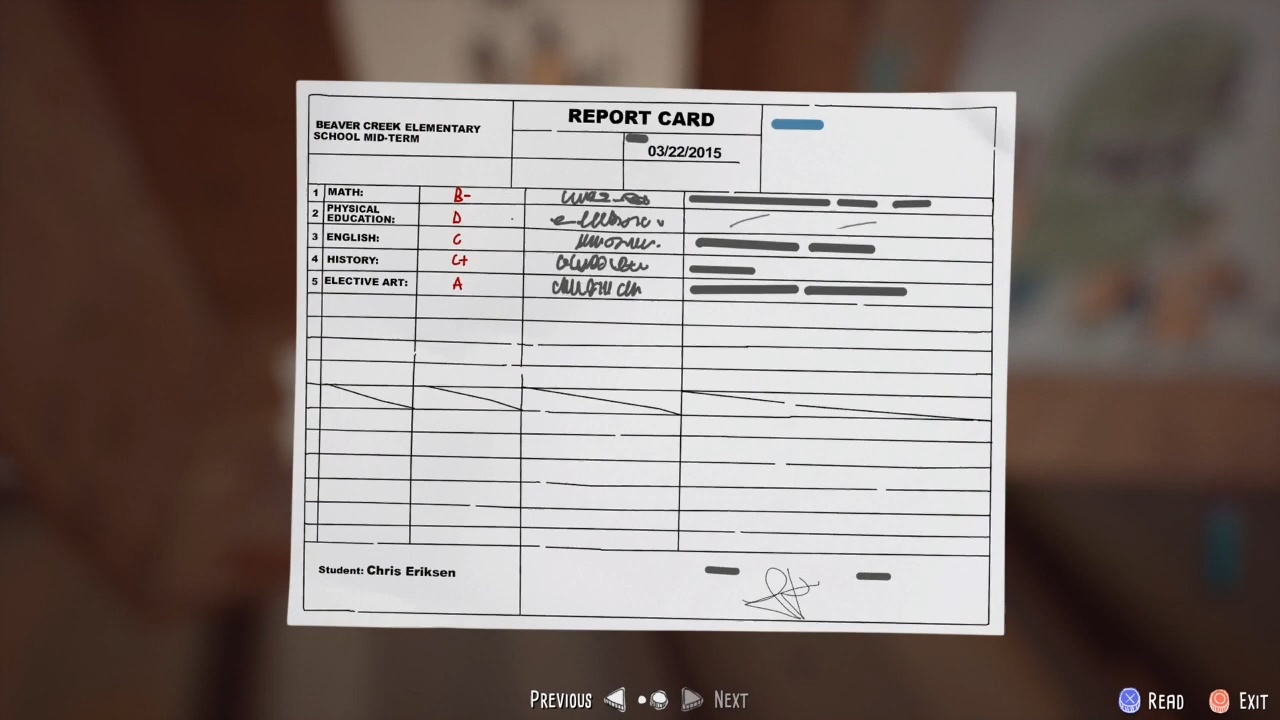 REPORT CARD
BEAVER CREEK ELEMENTARY
SCHOOL MID-TERM
03/22/2015
1 MATH: B-
2 PHYSICAL
EDUCATION: D
3 ENGLISH: C
4 HISTORY: C+
5 ELECTIVE ART: A
Student: Chris Eriksen
PREVIOUS NEXT READ EXIT